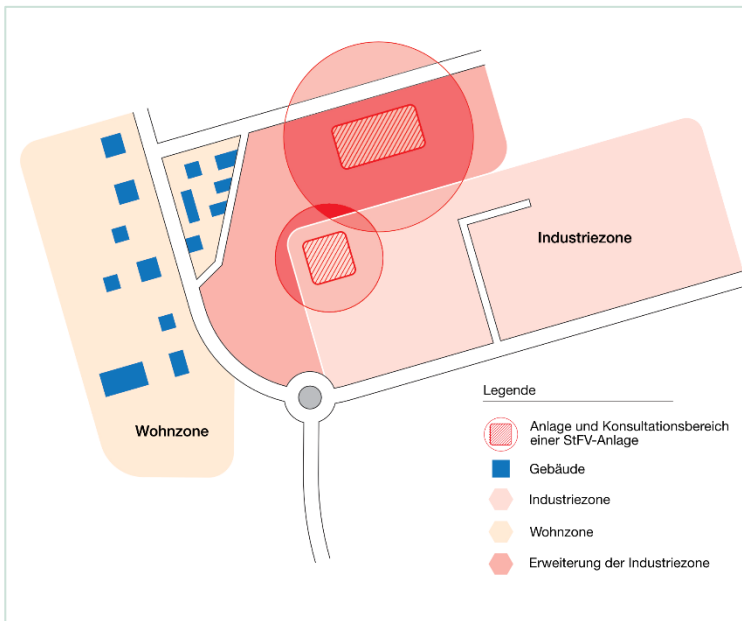 Industriezone
Wohnzone
Legende
Anlage und Konsultationsbereich
einer StFV-Anlage
Gebäude
Industriezone
Wohnzone
Erweiterung der Industriezone